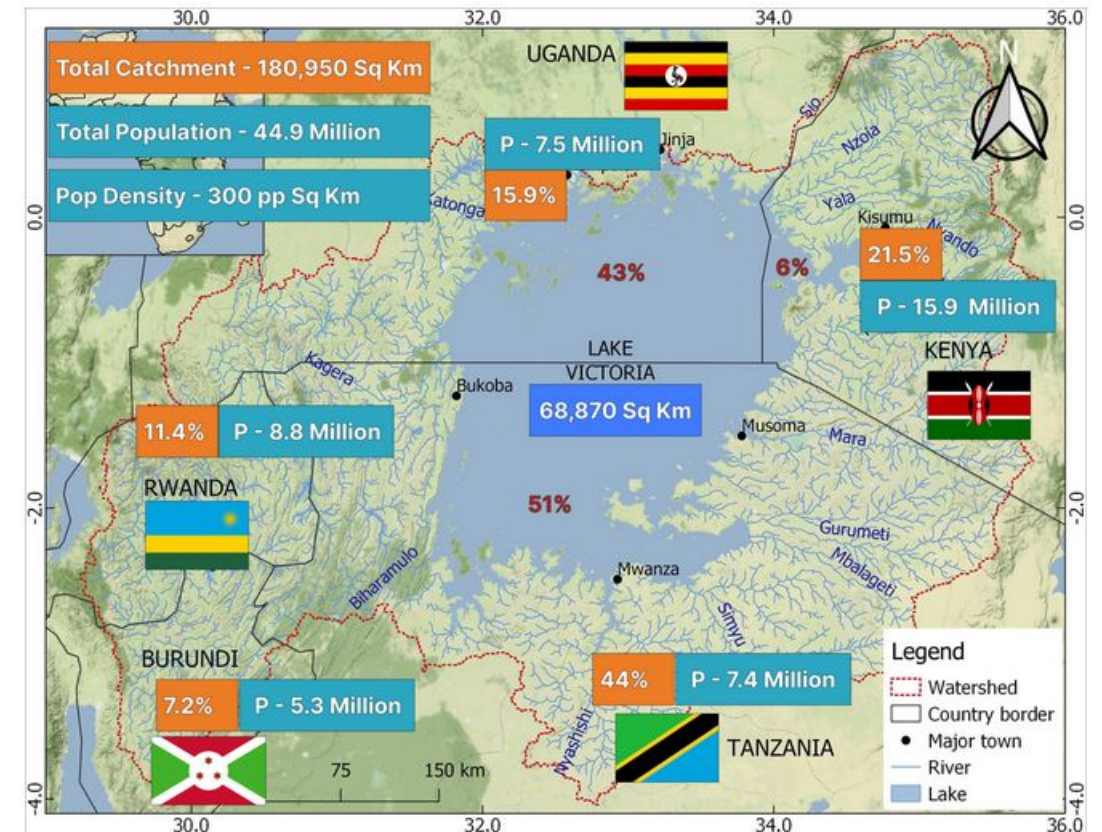 30.0 32.0 34.0 36.0
Total Catchment - 180,950 Sq Km
Total Population - 44.9 Million
Pop Density - 300 pp Sq Km
UGANDA
N
Sio
Nzola
P - 7.5 Million
Jinja
15.9%
Katonga
Yala
Kisumu
Nyando
0.0
0.0
21.5%
43%
6%
P - 15.9 Million
LAKE
VICTORIA
KENYA
Kagera
Bukoba
68,870 Sq Km
11.4%
P - 8.8 Million
Musoma
Mara
RWANDA
-2.0
-2.0
51%
Gurumeti
Mbalageti
Biharamulo
Mwanza
Simyu
BURUNDI
7.2%
P - 5.3 Million
44%
P - 7.4 Million
Nyashishi
TANZANIA
75 150 km
Legend
Watershed
Country border
Major town
River
Lake
-4.0
-4.0
30.0 32.0 34.0 36.0